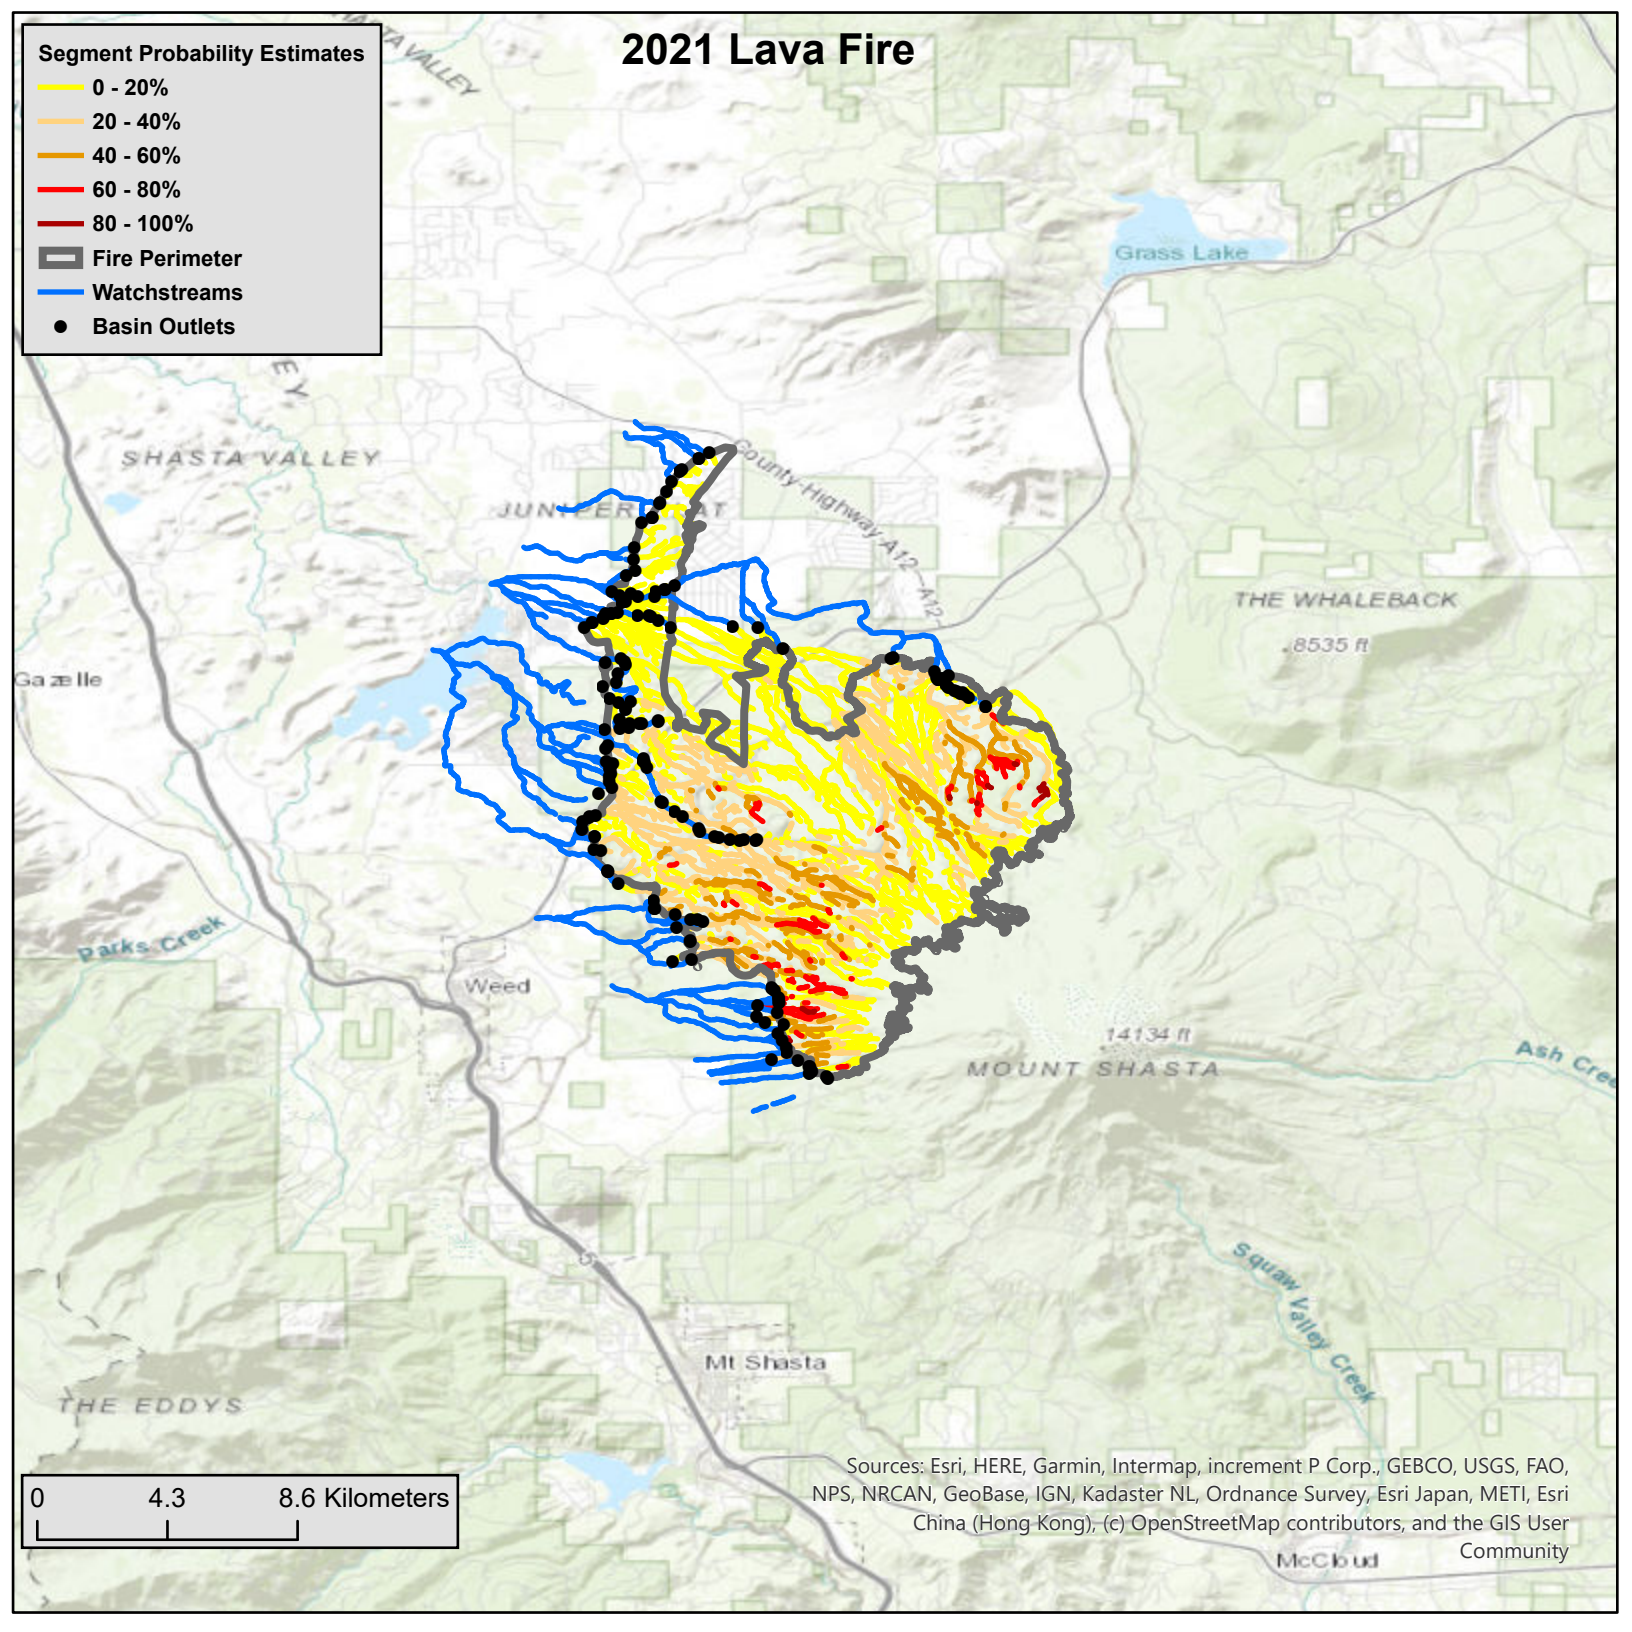 2021 Lava Fire
Segment Probability Estimates
0 - 20%
20 - 40%
40 - 60%
60 - 80%
80 - 100%
Fire Perimeter
Watchstreams
Basin Outlets
Grass Lake
SHASTA VALLEY
County-Highway-A12
A12
THE WHALEBACK
8535 ft
Gazelle
Parks Creek
Weed
14134 ft
MOUNT SHASTA
Squaw Valley Creek
5
Mt Shasta
THE EDDYS
0 4.3 8.6 Kilometers
Sources: Esri, HERE, Garmin, Intermap, increment P Corp., GEBCO, USGS, FAO,
NPS, NRCAN, GeoBase, IGN, Kadaster NL, Ordnance Survey, Esri Japan, METI, Esri
China (Hong Kong), (c) OpenStreetMap contributors, and the GIS User
Community
McCloud